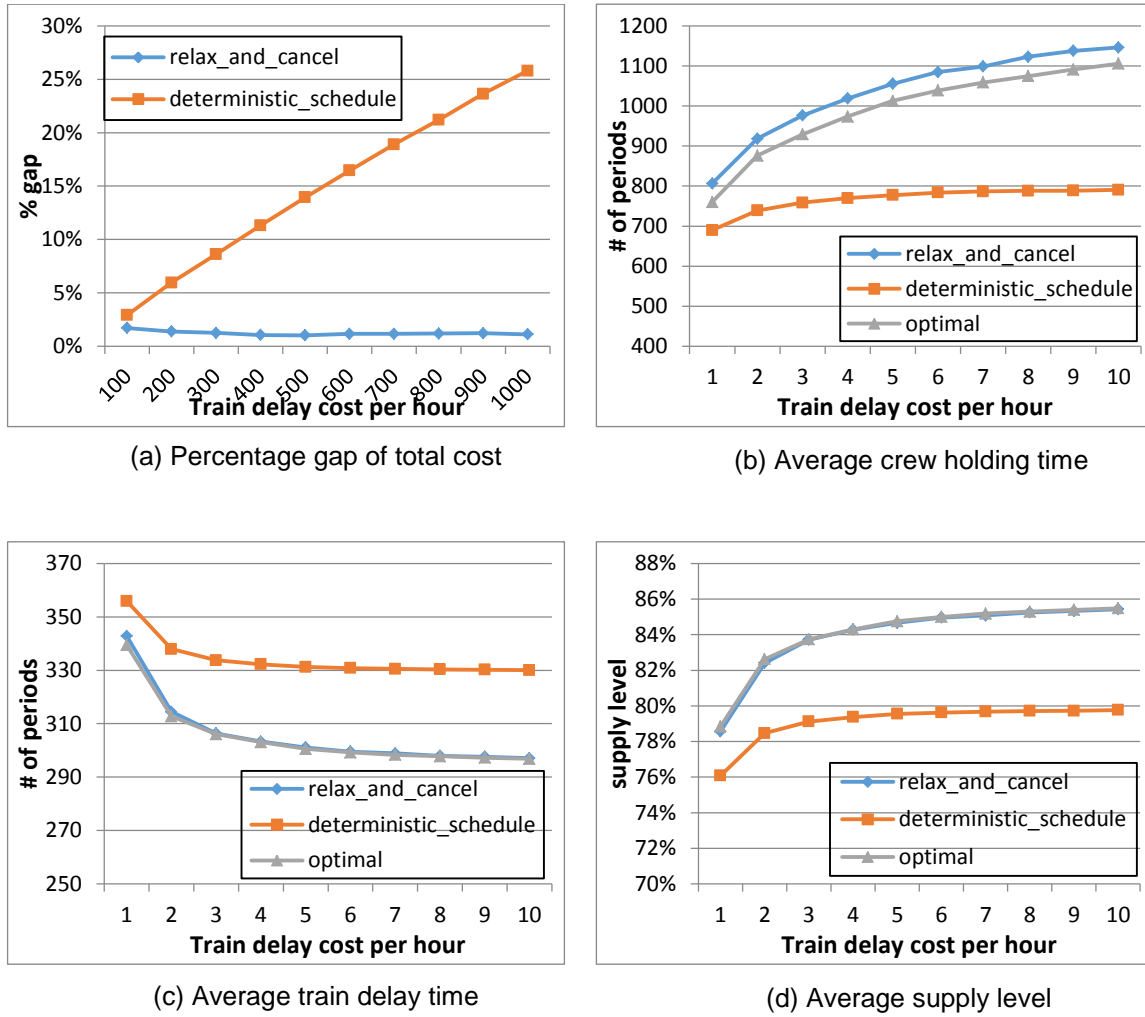 30%
25%
20%
15%
10%
5%
0%
% gap
relax_and_cancel
deterministic_schedule
100 200 300 400 500 600 700 800 900 1000
Train delay cost per hour
(a) Percentage gap of total cost
1200
1100
1000
900
800
700
600
500
400
# of periods
relax_and_cancel
deterministic_schedule
optimal
1 2 3 4 5 6 7 8 9 10
Train delay cost per hour
(b) Average crew holding time
370
350
330
310
290
270
250
# of periods
relax_and_cancel
deterministic_schedule
optimal
1 2 3 4 5 6 7 8 9 10
Train delay cost per hour
(c) Average train delay time
88%
86%
84%
82%
80%
78%
76%
74%
72%
70%
supply level
relax_and_cancel
deterministic_schedule
optimal
1 2 3 4 5 6 7 8 9 10
Train delay cost per hour
(d) Average supply level